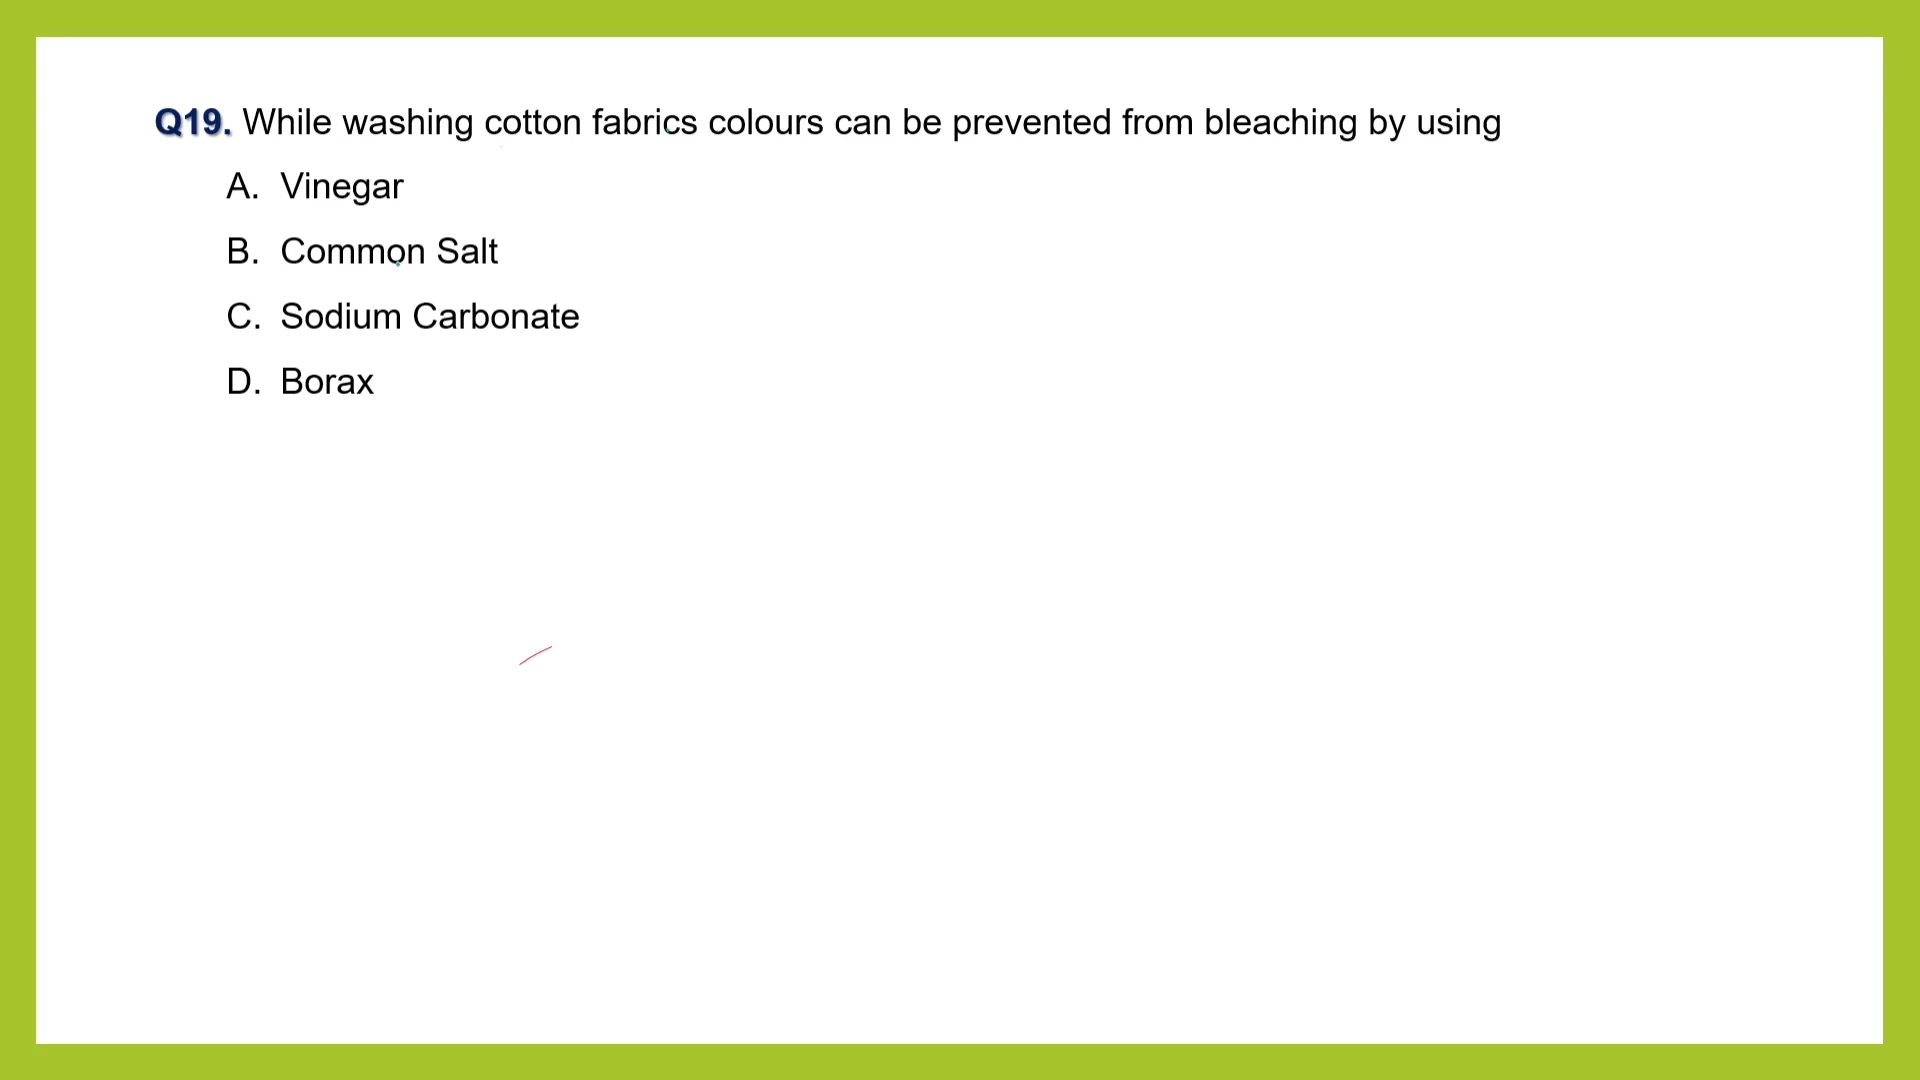 Q19. While washing cotton fabrics colours can be prevented from bleaching by using
A. Vinegar
B. Common Salt
C. Sodium Carbonate
D. Borax